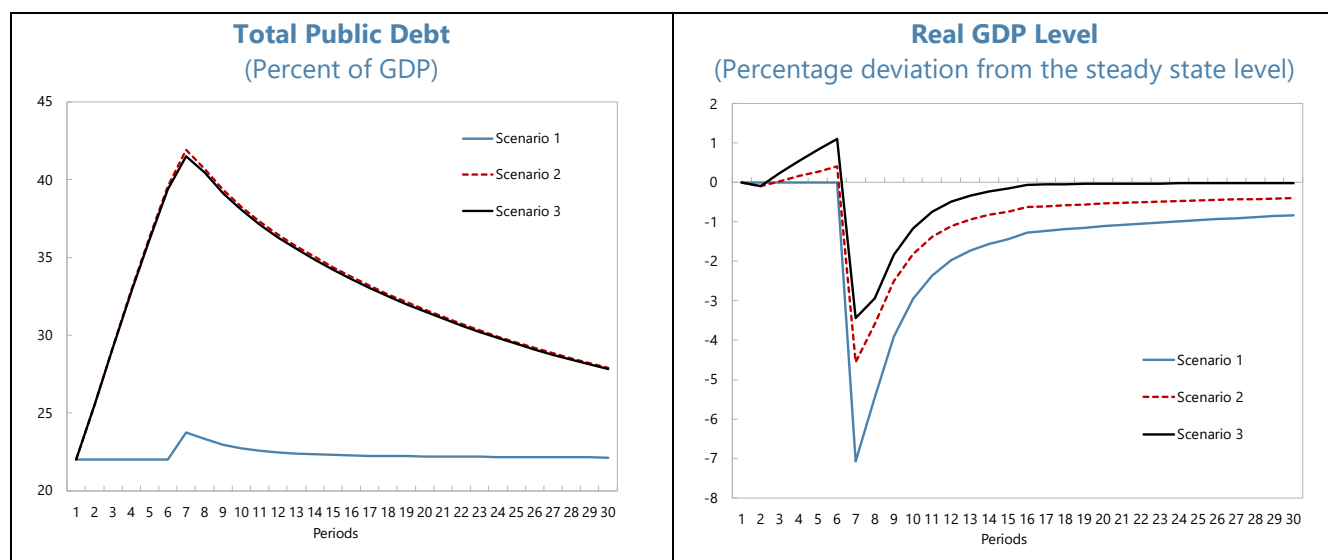 Total Public Debt
(Percent of GDP)
45
40
35
30
25
20
Scenario 1
Scenario 2
Scenario 3
1 2 3 4 5 6 7 8 9 10 11 12 13 14 15 16 17 18 19 20 21 22 23 24 25 26 27 28 29 30
Periods
Real GDP Level
(Percentage deviation from the steady state level)
2
1
0
-1
-2
-3
-4
-5
-6
-7
-8
Scenario 1
Scenario 2
Scenario 3
1 2 3 4 5 6 7 8 9 10 11 12 13 14 15 16 17 18 19 20 21 22 23 24 25 26 27 28 29 30
Periods